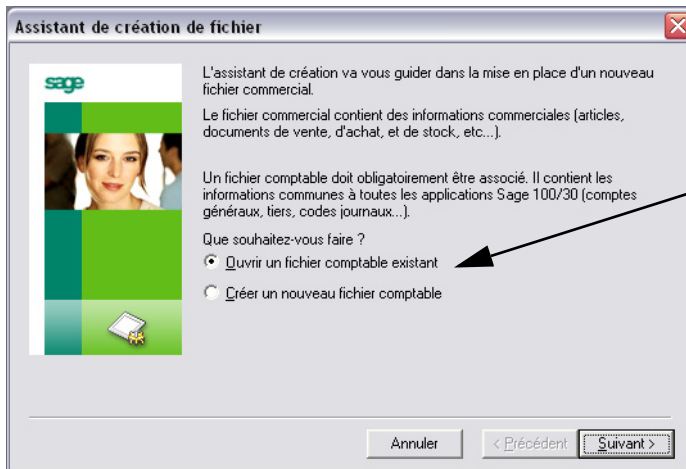 Assistant de création de fichier
sage
L'assistant de création va vous guider dans la mise en place d'un nouveau
fichier commercial.
Le fichier commercial contient des informations commerciales (articles,
documents de vente, d'achat, et de stock, etc...).
Un fichier comptable doit obligatoirement être associé. Il contient les
informations communes à toutes les applications Sage 100/30 (comptes
généraux, tiers, codes journaux...).
Que souhaitez-vous faire ?
Ouvrir un fichier comptable existant
Créer un nouveau fichier comptable
Annuler
< Précédent
Suivant >